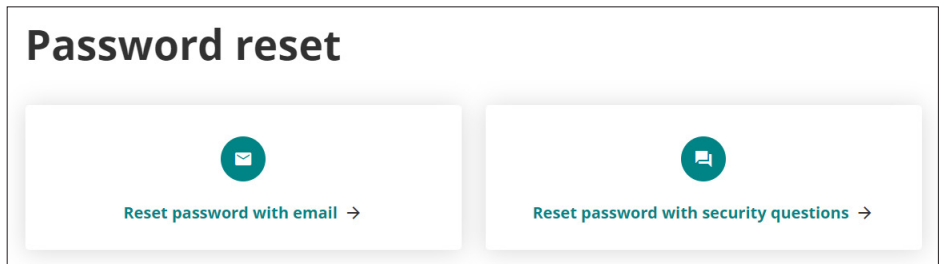 Password reset
Reset password with email →
Reset password with security questions →